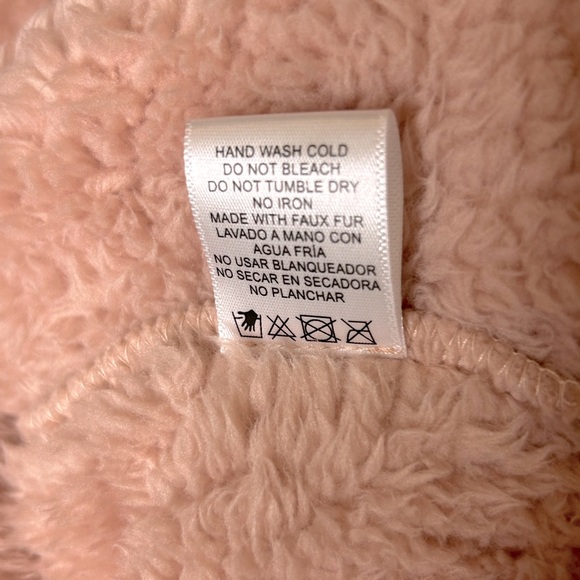 HAND WASH COLD
DO NOT BLEACH
DO NOT TUMBLE DRY
NO IRON
MADE WITH FAUX FUR
LAVADO A MANO CON
AGUA FRÍA
NO USAR BLANQUEADOR
NO SECAR EN SECADORA
NO PLANCHAR